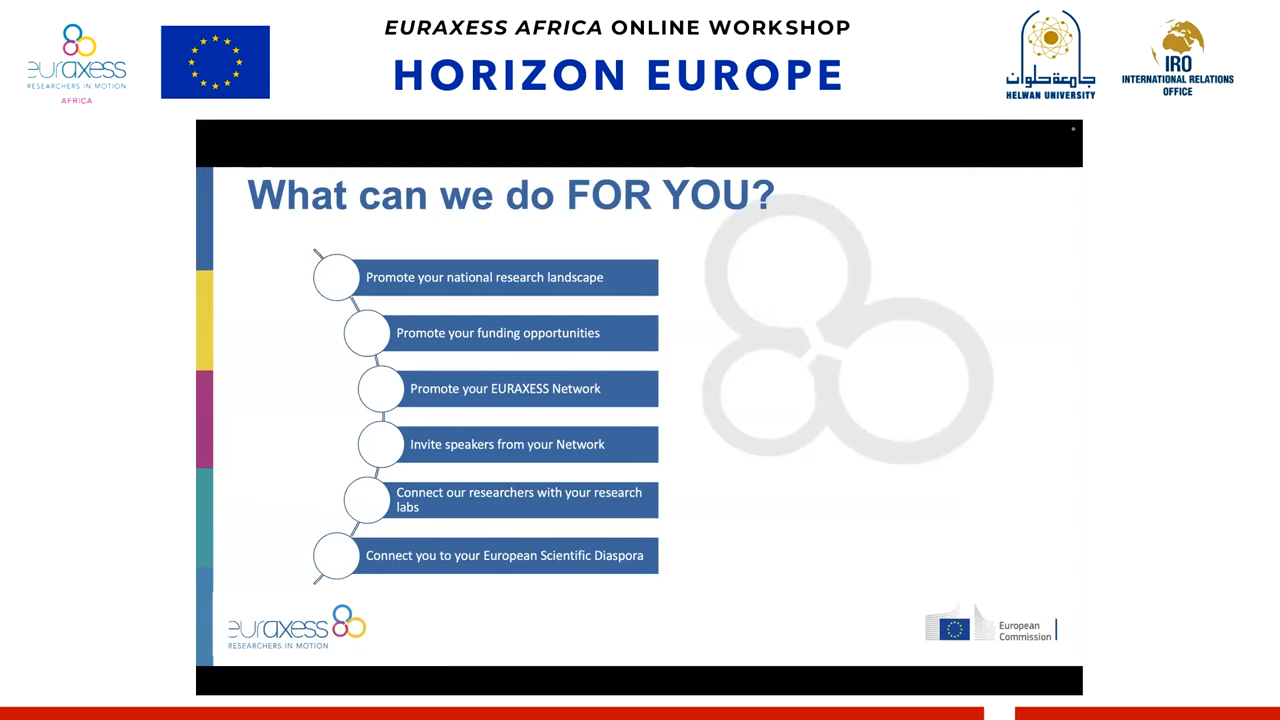 EURAXESS AFRICA ONLINE WORKSHOP
HORIZON EUROPE
euraxess
RESEARCHERS IN MOTION
AFRICA
جامعة حلوان
HELWAN UNIVERSITY
IRO
INTERNATIONAL RELATIONS
OFFICE
What can we do FOR YOU?
Promote your national research landscape
Promote your funding opportunities
Promote your EURAXESS Network
Invite speakers from your Network
Connect our researchers with your research
labs
Connect you to your European Scientific Diaspora
euraxess
RESEARCHERS IN MOTION
European
Commission